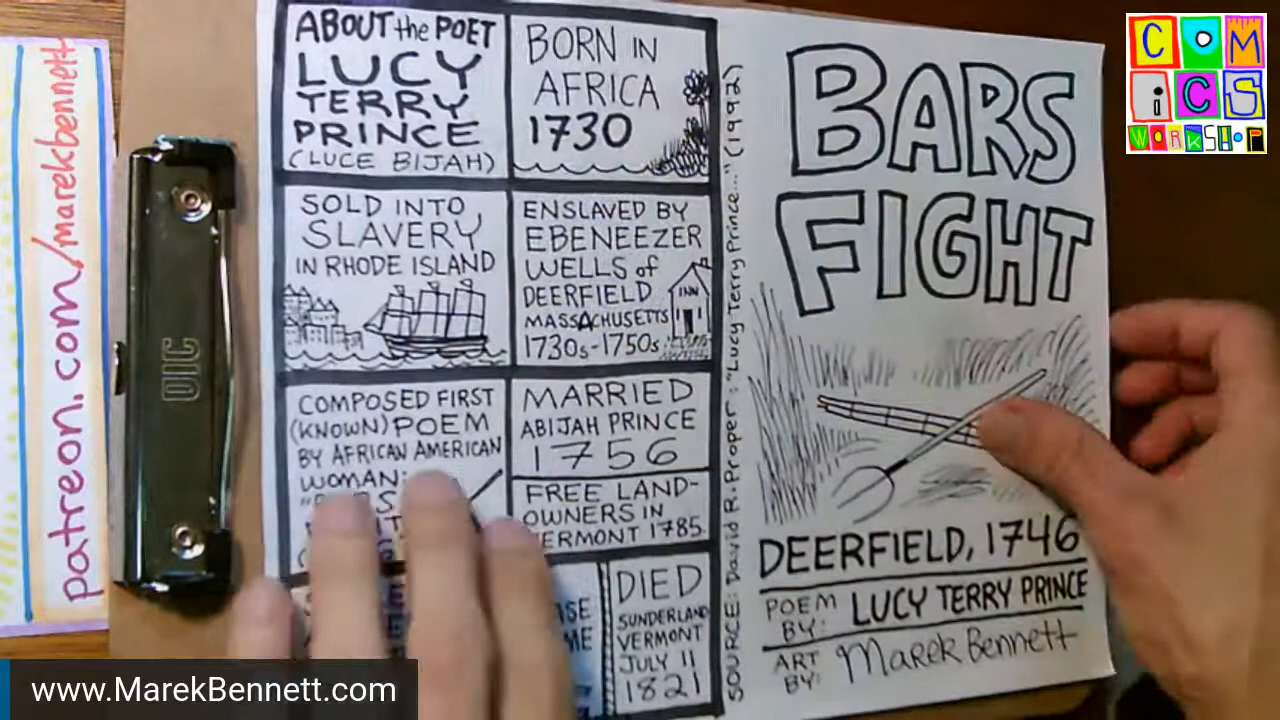 patreon.com/marekbennett
OIC
ABOUT the POET
LUCY
TERRY
PRINCE
(LUCE BIJAH)
BORN IN
AFRICA
1730
SOLD INTO
SLAVERY
IN RHODE ISLAND
ENSLAVED BY
EBENEEZER
WELLS of
DEERFIELD
MASSACHUSETTS
1730s-1750s
INN
COMPOSED FIRST
(KNOWN) POEM
BY AFRICAN AMERICAN
WOMAN:
MARRIED
ABIJAH PRINCE
1756
FREE LAND-
OWNERS IN
VERMONT 1785.
DIED
SUNDERLAND
VERMONT
JULY 11
1821
SOURCE: David R. Proper: "Lucy Terry Prince..." (1992)
BARS
FIGHT
DEERFIELD, 1746
POEM BY: LUCY TERRY PRINCE
ART BY: Marek Bennett
COM
iCS
WORKSHOP
www.MarekBennett.com